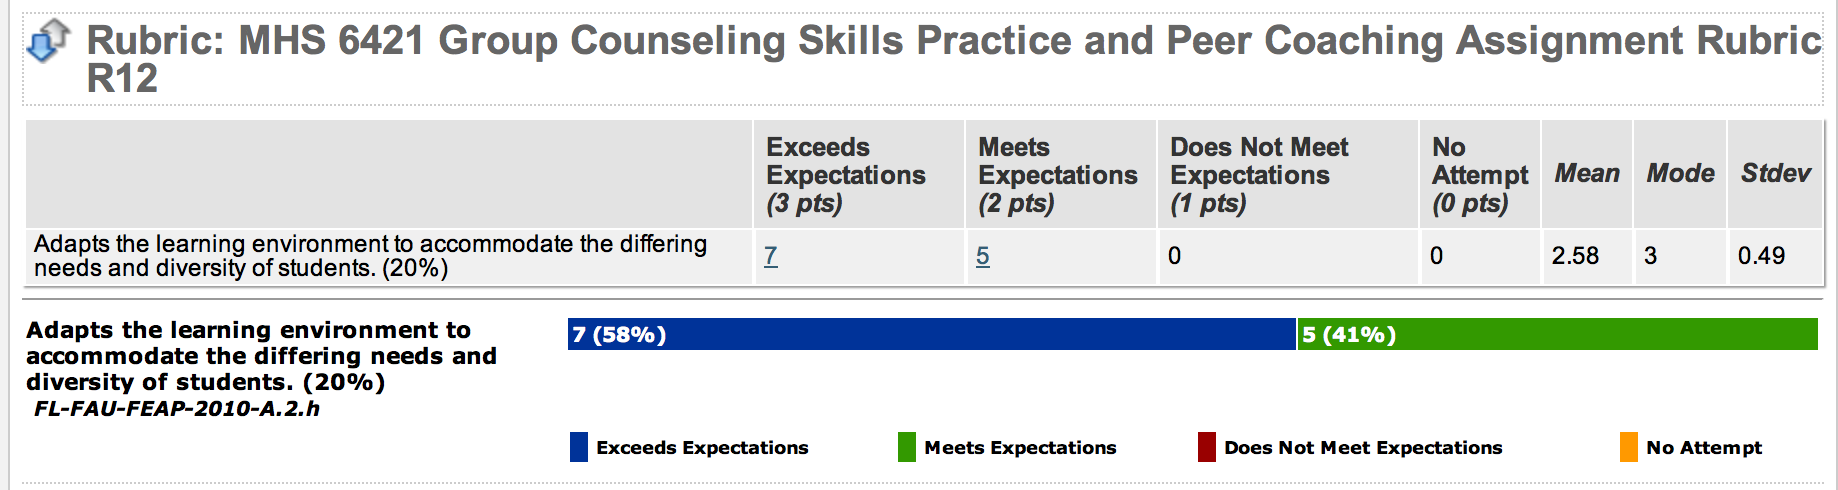 Rubric: MHS 6421 Group Counseling Skills Practice and Peer Coaching Assignment Rubric
R12
Exceeds Expectations (3 pts)
Meets Expectations (2 pts)
Does Not Meet Expectations (1 pts)
No Attempt (0 pts)
Mean
Mode
Stdev
Adapts the learning environment to accommodate the differing
needs and diversity of students. (20%)
7
5
0
0
2.58
3
0.49
Adapts the learning environment to
accommodate the differing needs and
diversity of students. (20%)
FL-FAU-FEAP-2010-A.2.h
7 (58%)
5 (41%)
Exceeds Expectations
Meets Expectations
Does Not Meet Expectations
No Attempt